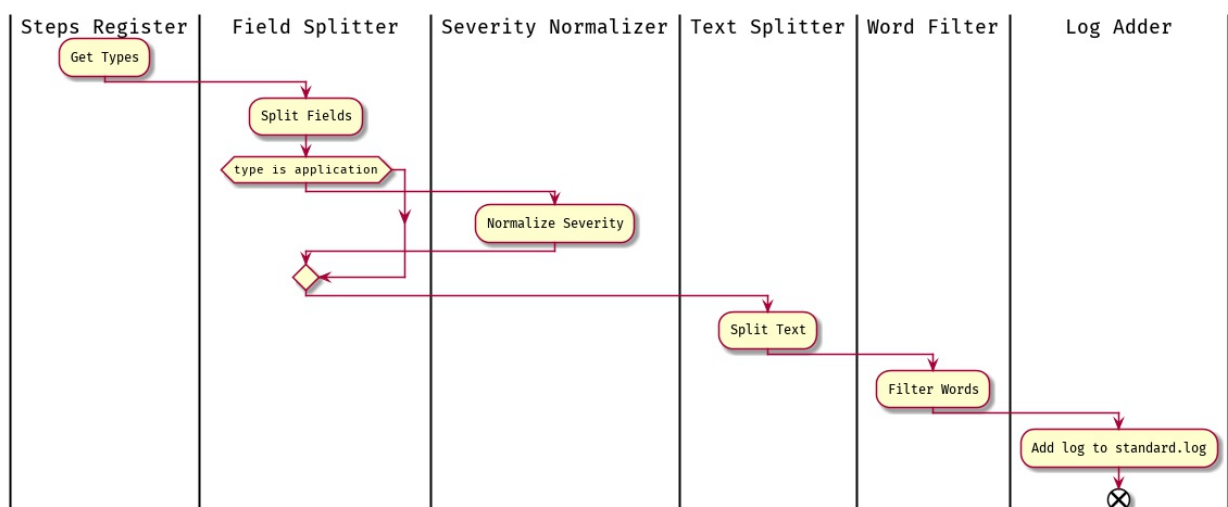 Steps Register Field Splitter Severity Normalizer Text Splitter Word Filter Log Adder
Get Types
Split Fields
type is application
Normalize Severity
Split Text
Filter Words
Add log to standard.log